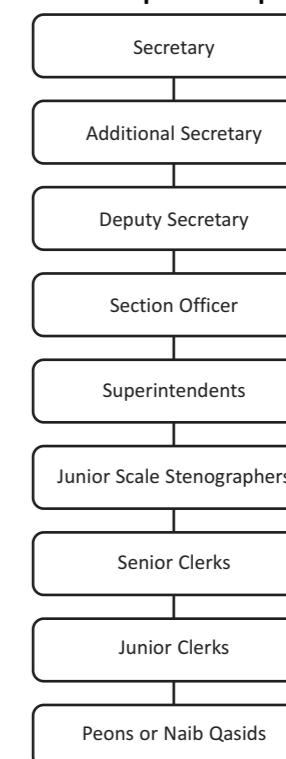 Secretary
Additional Secretary
Deputy Secretary
Section Officer
Superintendents
Junior Scale Stenographers
Senior Clerks
Junior Clerks
Peons or Naib Qasids